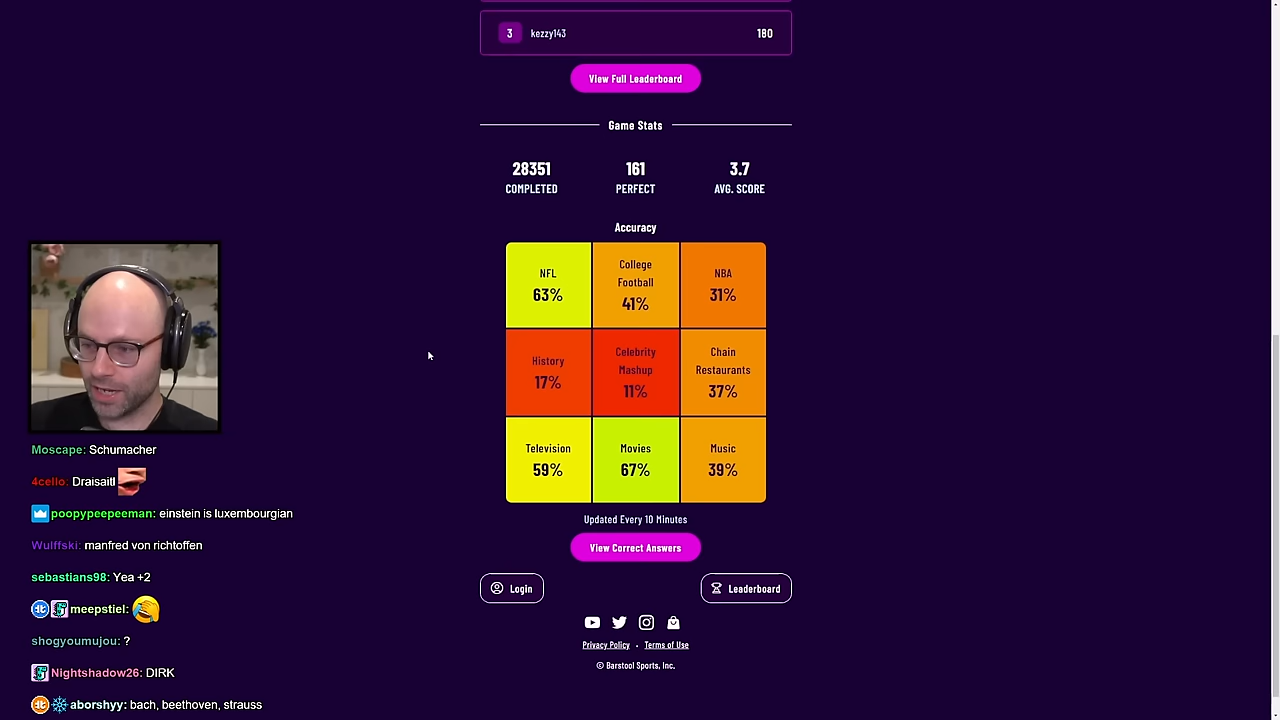 3 kezzy143 180
View Full Leaderboard
Game Stats
28351 161 3.7
COMPLETED PERFECT AVG. SCORE
Accuracy
NFL
63%
College
Football
41%
NBA
31%
History
17%
Celebrity
Mashup
11%
Chain
Restaurants
37%
Television
59%
Movies
67%
Music
39%
Updated Every 10 Minutes
View Correct Answers
Login
Leaderboard
Privacy Policy • Terms of Use
© Barstool Sports, Inc.
Moscape: Schumacher
4cello: Draisaitl
poopypeepeeman: einstein is luxembourgian
Wulffski: manfred von richtoffen
sebastians98: Yea +2
meepstiel:
shogyoumujou: ?
Nightshadow26: DIRK
aborshyy: bach, beethoven, strauss